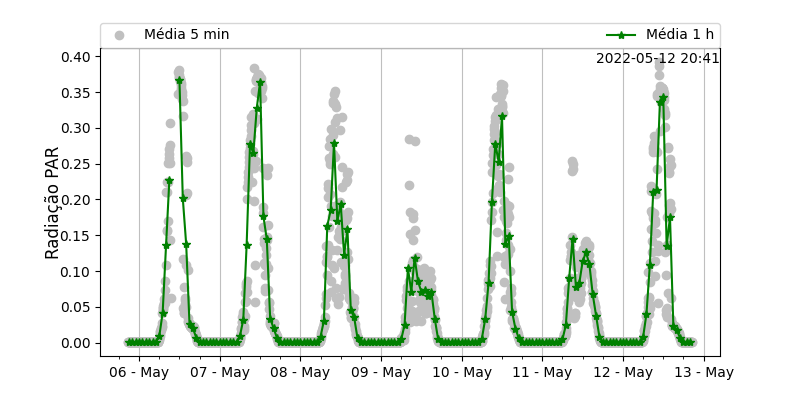 Média 5 min
Média 1 h
2022-05-12 20:41
Radiação PAR
0.40
0.35
0.30
0.25
0.20
0.15
0.10
0.05
0.00
06 - May
07 - May
08 - May
09 - May
10 - May
11 - May
12 - May
13 - May